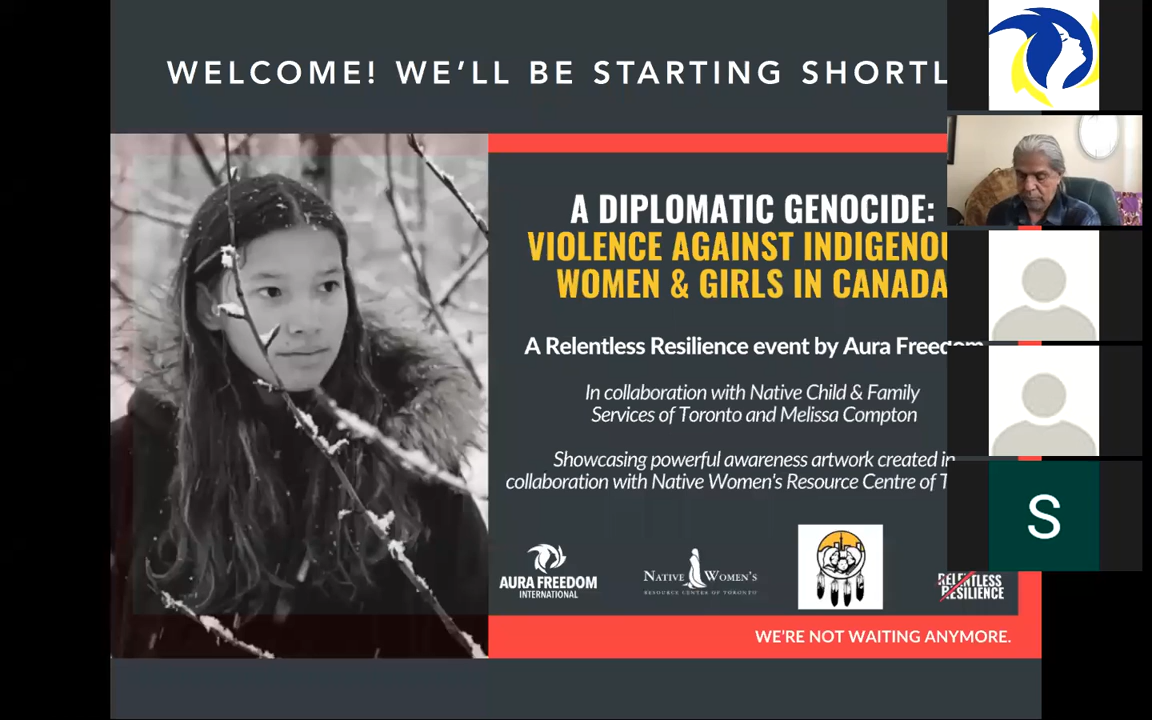 WELCOME! WE'LL BE STARTING SHORTL
A DIPLOMATIC GENOCIDE:
VIOLENCE AGAINST INDIGENOU
WOMEN & GIRLS IN CANADA
A Relentless Resilience event by Aura Freedom
In collaboration with Native Child & Family
Services of Toronto and Melissa Compton
Showcasing powerful awareness artwork created in
collaboration with Native Women's Resource Centre of T
AURA FREEDOM
INTERNATIONAL
NATIVE WOMEN'S
RESOURCE CENTRE OF TORONTO
RELENTLESS
RESILIENCE
WE'RE NOT WAITING ANYMORE.
S